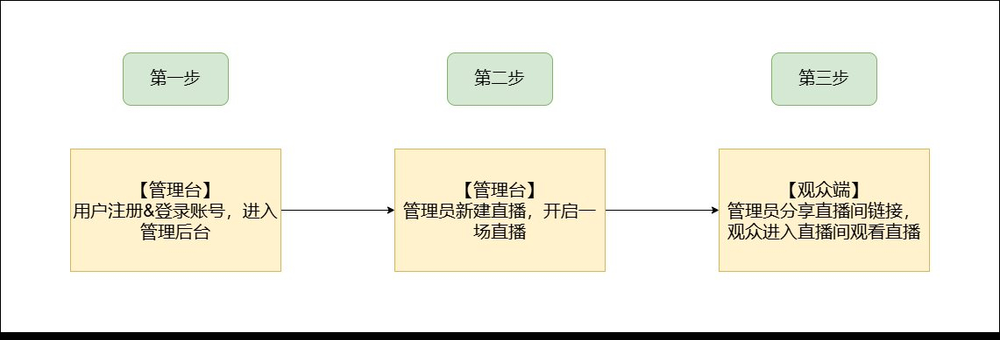 第一步
第二步
第三步
【管理台】
用户注册&登录账号，进入
管理后台
【管理台】
管理员新建直播，开启一
场直播
【观众端】
管理员分享直播间链接，
观众进入直播间观看直播